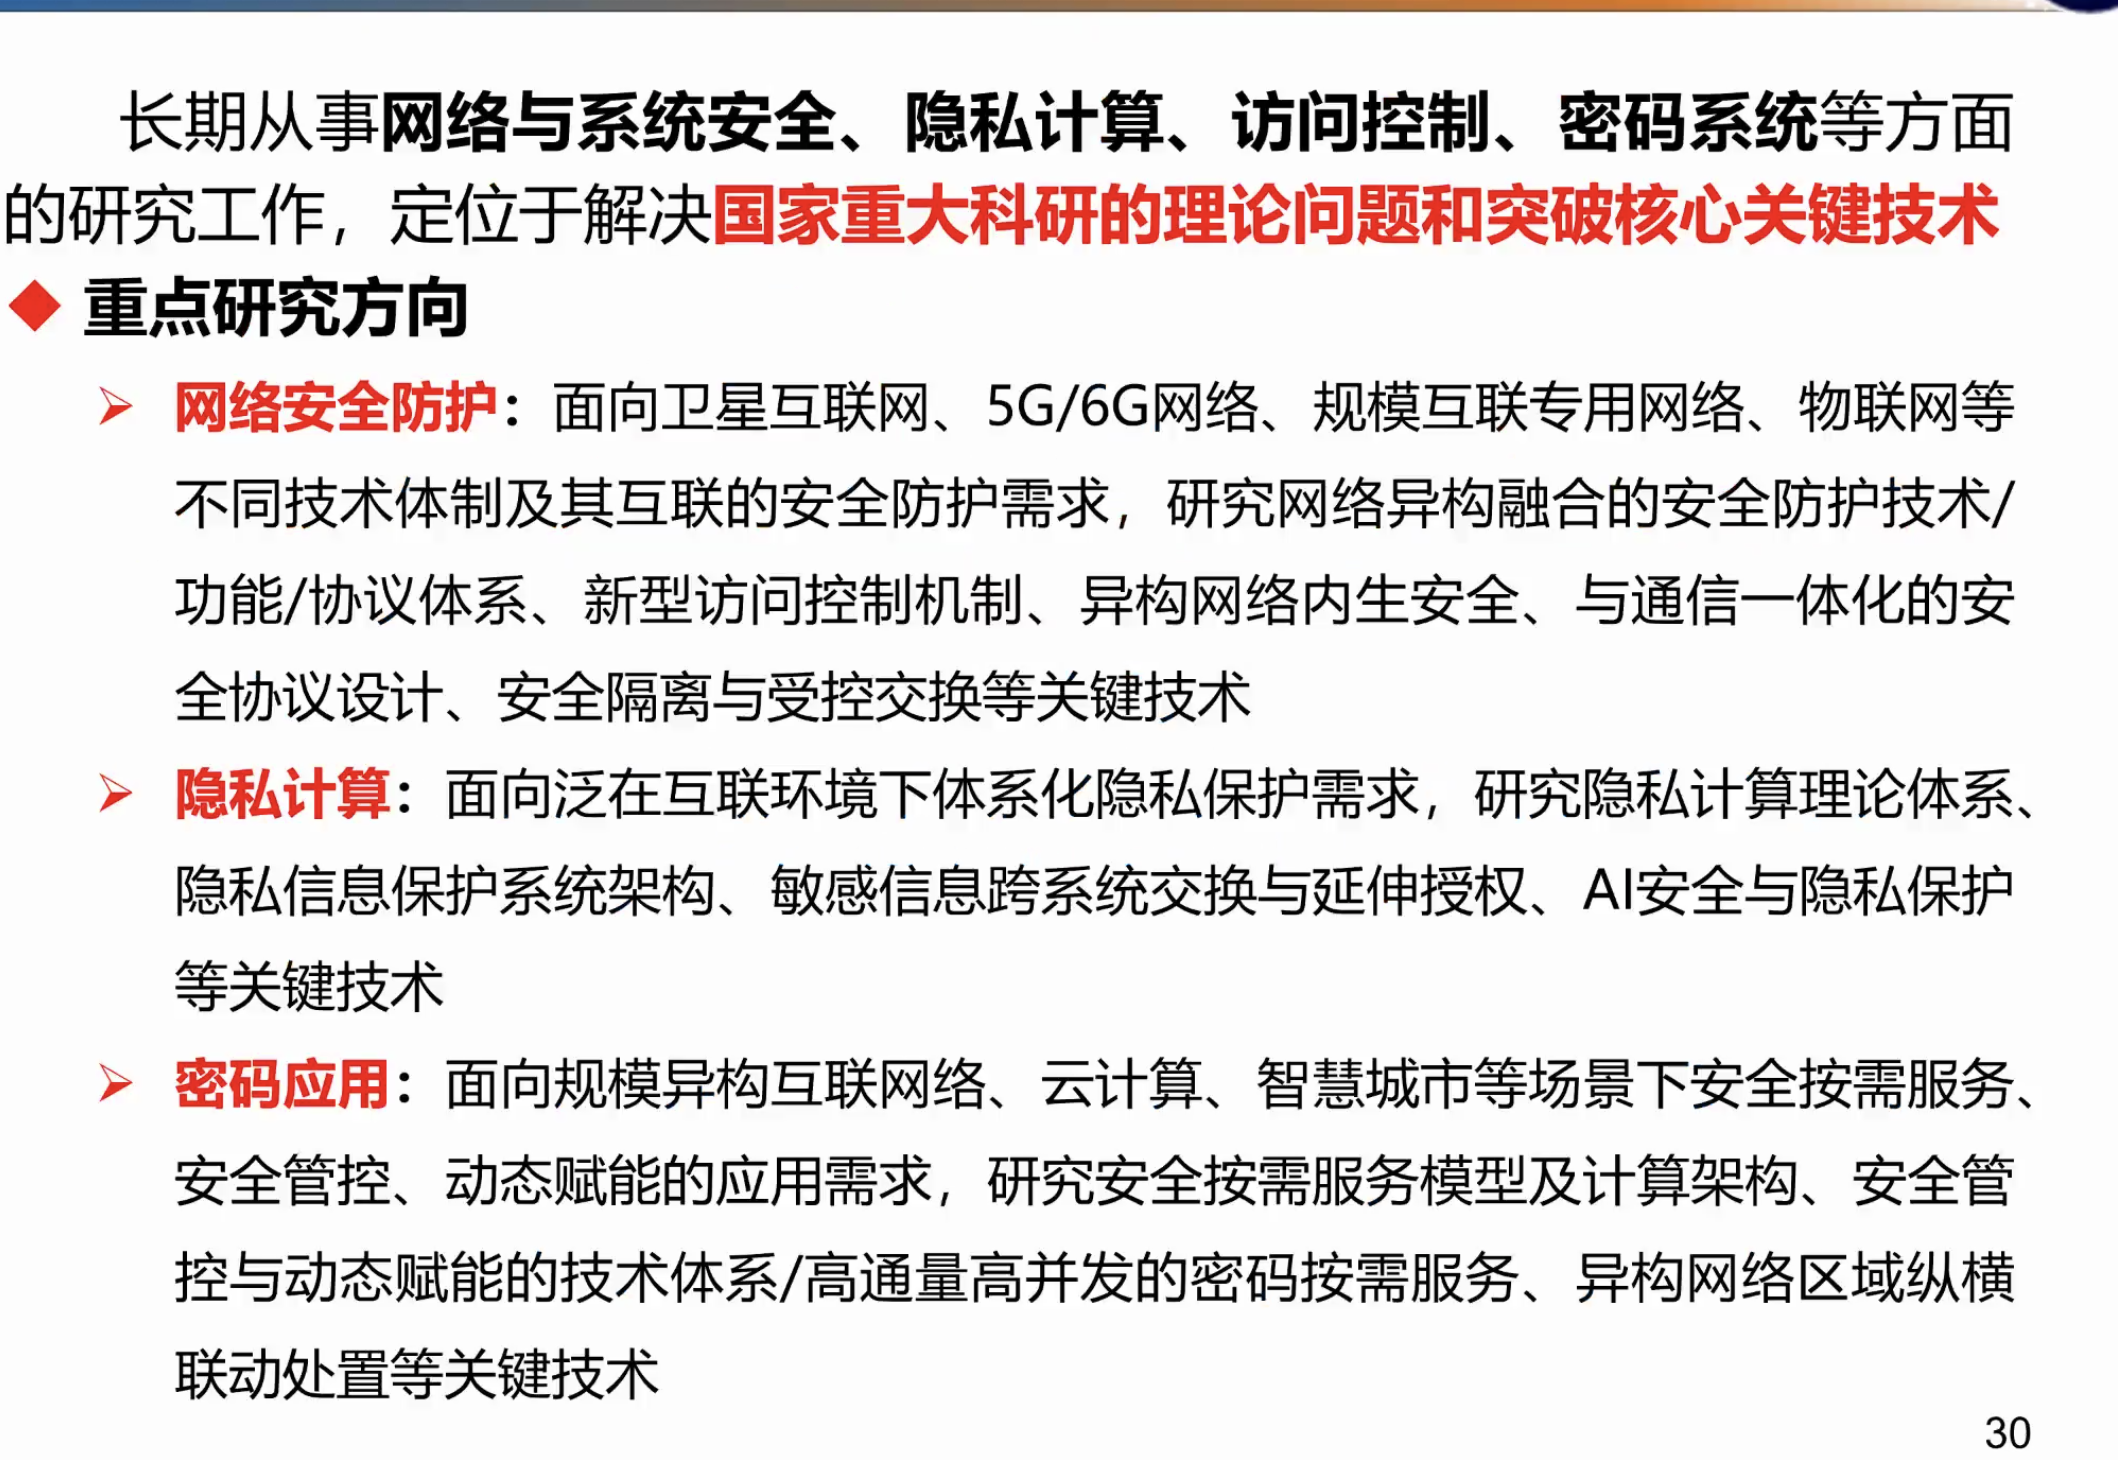 长期从事网络与系统安全、隐私计算、访问控制、密码系统等方面
的研究工作，定位于解决国家重大科研的理论问题和突破核心关键技术
重点研究方向
网络安全防护：面向卫星互联网、5G/6G网络、规模互联专用网络、物联网等
不同技术体制及其互联的安全防护需求，研究网络异构融合的安全防护技术/
功能/协议体系、新型访问控制机制、异构网络内生安全、与通信一体化的安
全协议设计、安全隔离与受控交换等关键技术
隐私计算：面向泛在互联环境下体系化隐私保护需求，研究隐私计算理论体系、
隐私信息保护系统架构、敏感信息跨系统交换与延伸授权、AI安全与隐私保护
等关键技术
密码应用：面向规模异构互联网络、云计算、智慧城市等场景下安全按需服务、
安全管控、动态赋能的应用需求，研究安全按需服务模型及计算架构、安全管
控与动态赋能的技术体系/高通量高并发的密码按需服务、异构网络区域纵横
联动处置等关键技术
30